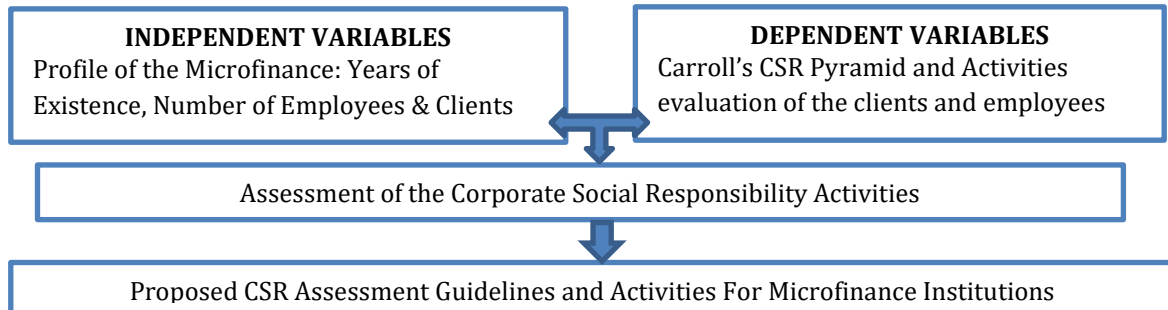 INDEPENDENT VARIABLES
Profile of the Microfinance: Years of
Existence, Number of Employees & Clients
DEPENDENT VARIABLES
Carroll's CSR Pyramid and Activities
evaluation of the clients and employees
Assessment of the Corporate Social Responsibility Activities
Proposed CSR Assessment Guidelines and Activities For Microfinance Institutions